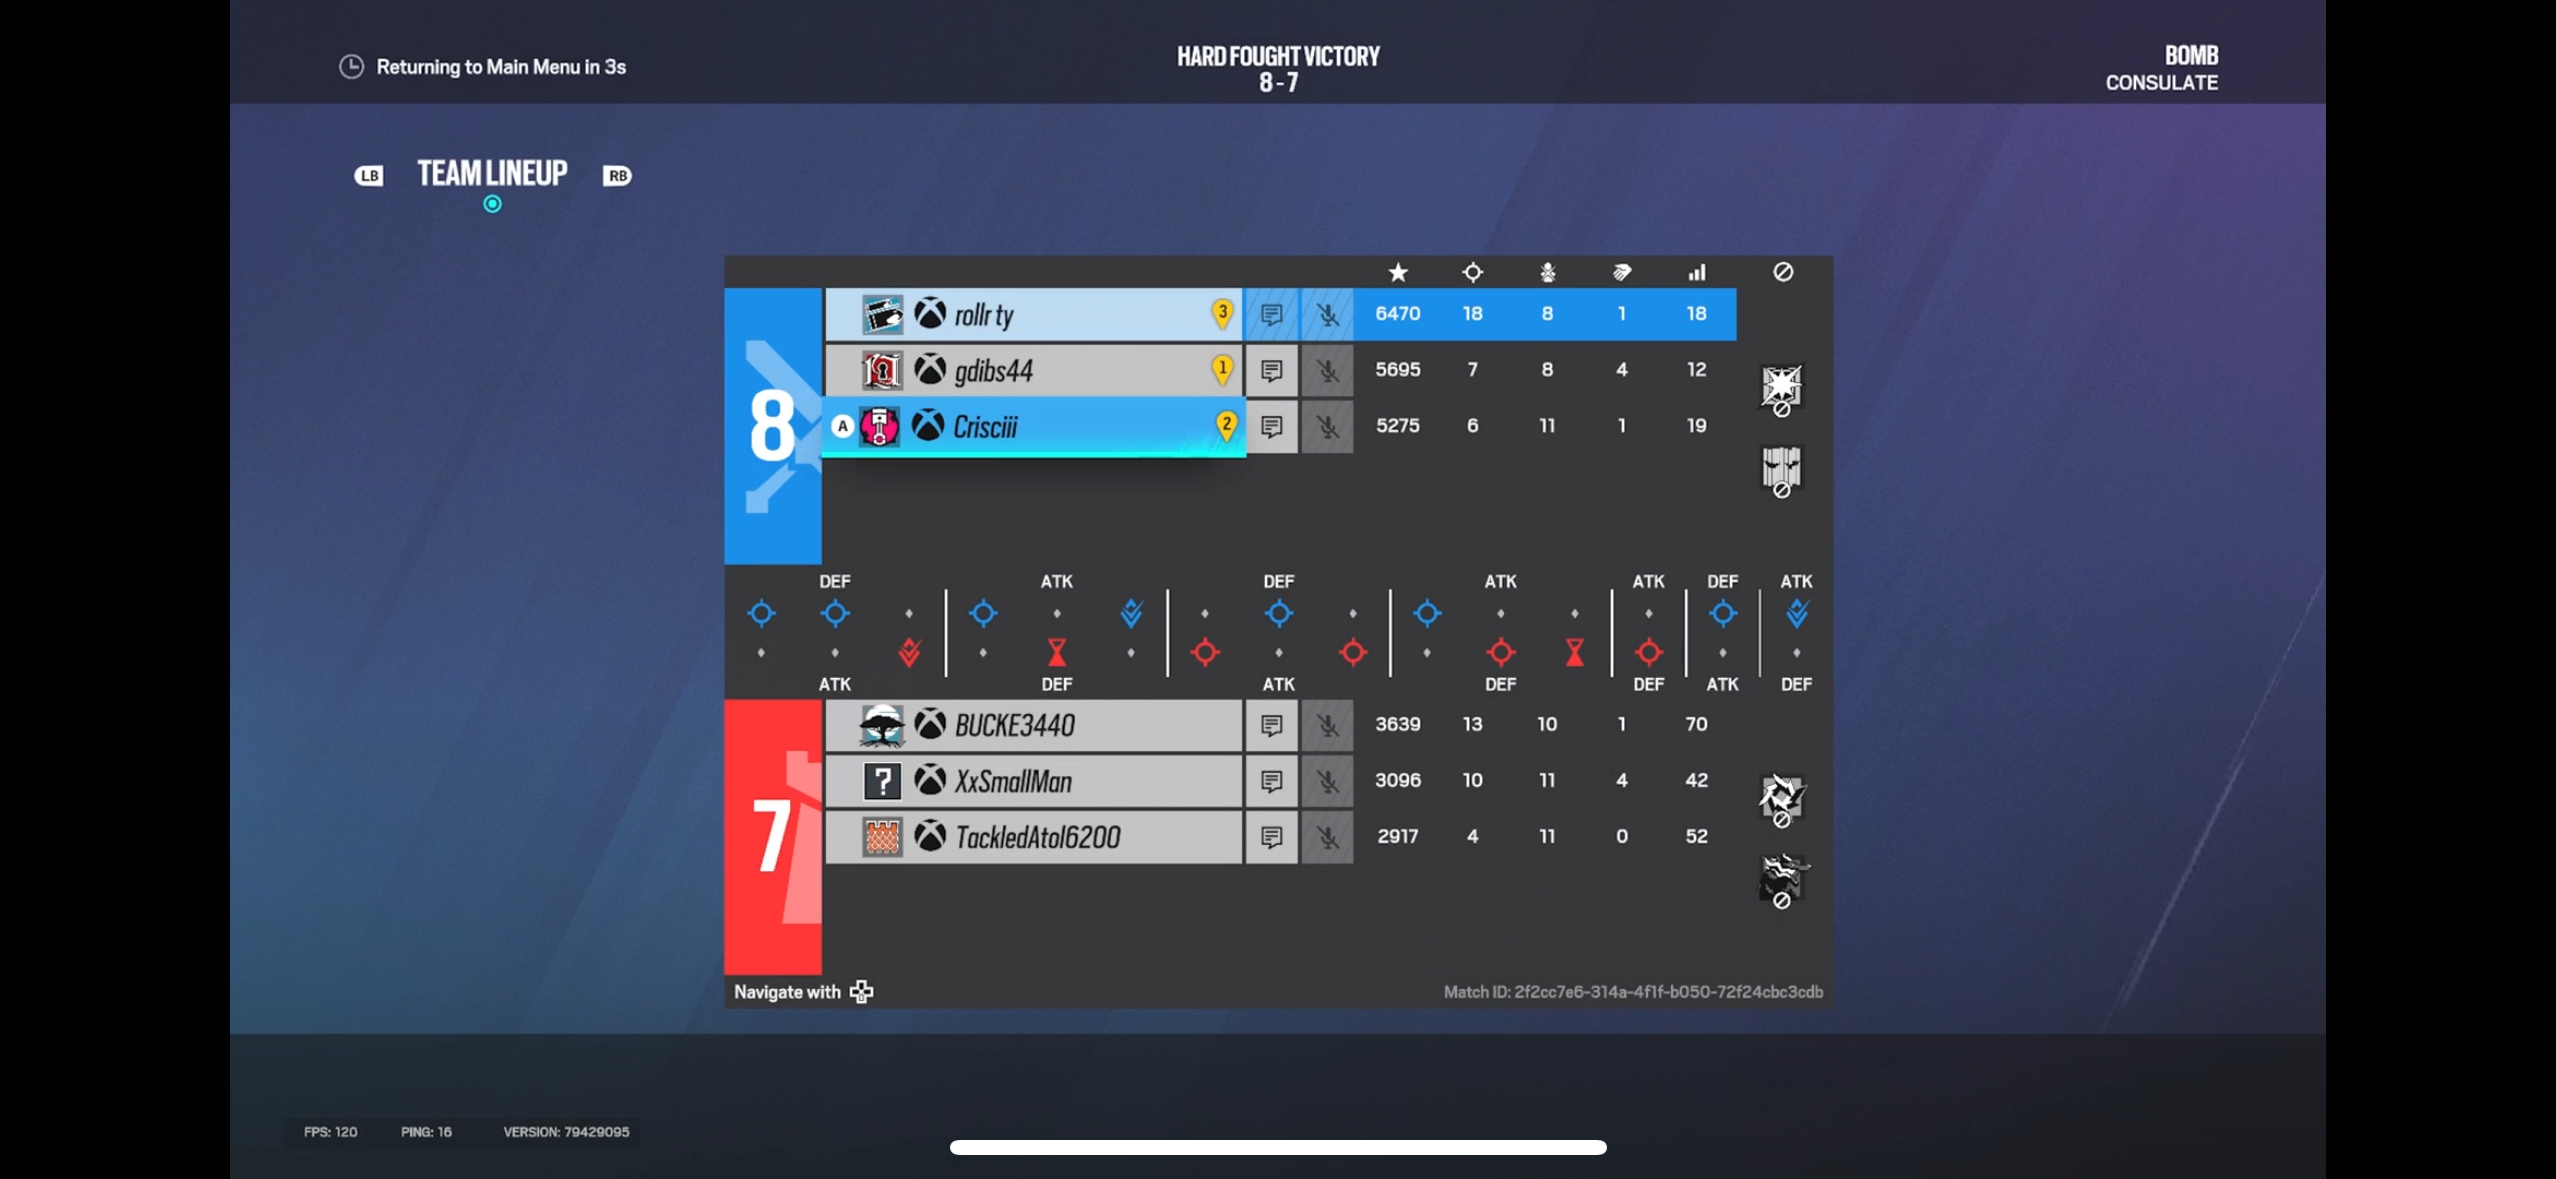 Returning to Main Menu in 3s
HARD FOUGHT VICTORY
8 - 7
BOMB
CONSULATE
LB TEAM LINEUP RB
8
rollr ty 3 6470 18 8 1 18
gdibs44 1 5695 7 8 4 12
A Crisciii 2 5275 6 11 1 19
DEF ATK DEF ATK ATK DEF ATK
ATK DEF ATK DEF DEF ATK DEF
7
BUCKE3440 3639 13 10 1 70
? XxSmallMan 3096 10 11 4 42
TackledAtol6200 2917 4 11 0 52
Navigate with
Match ID: 2f2cc7e6-314a-4f1f-b050-72f24cbc3cdb
FPS: 120 PING: 16 VERSION: 79429095